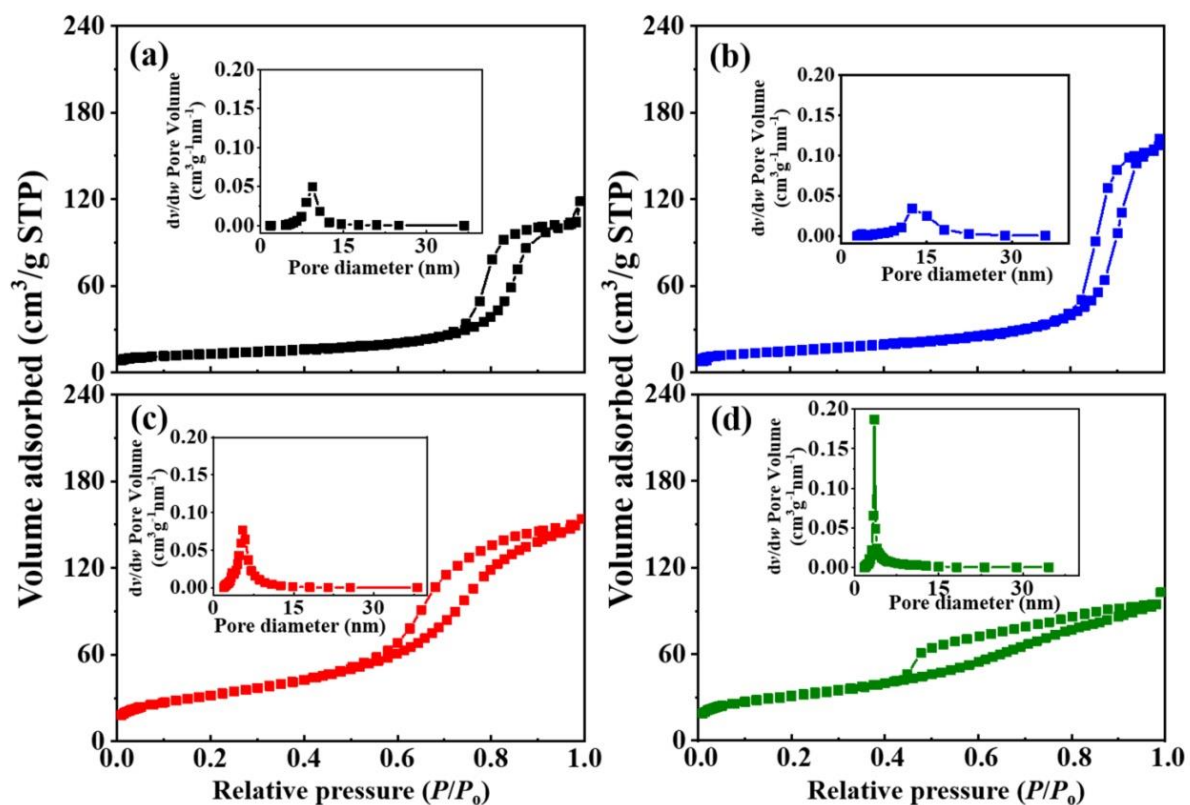 Volume adsorbed (cm³/g STP)
240
180
120
60
0
(a)
dv/dw Pore Volume
(cm³g⁻¹nm⁻¹)
0.20
0.15
0.10
0.05
0.00
0 15 30
Pore diameter (nm)
Volume adsorbed (cm³/g STP)
240
180
120
60
0
(b)
dv/dw Pore Volume
(cm³g⁻¹nm⁻¹)
0.20
0.15
0.10
0.05
0.00
0 15 30
Pore diameter (nm)
240
180
120
60
0
(c)
dv/dw Pore Volume
(cm³g⁻¹nm⁻¹)
0.20
0.15
0.10
0.05
0.00
0 15 30
Pore diameter (nm)
0.0 0.2 0.4 0.6 0.8 1.0
Relative pressure (P/Pₒ)
240
180
120
60
0
(d)
dv/dw Pore Volume
(cm³g⁻¹nm⁻¹)
0.20
0.15
0.10
0.05
0.00
0 15 30
Pore diameter (nm)
0.0 0.2 0.4 0.6 0.8 1.0
Relative pressure (P/Pₒ)